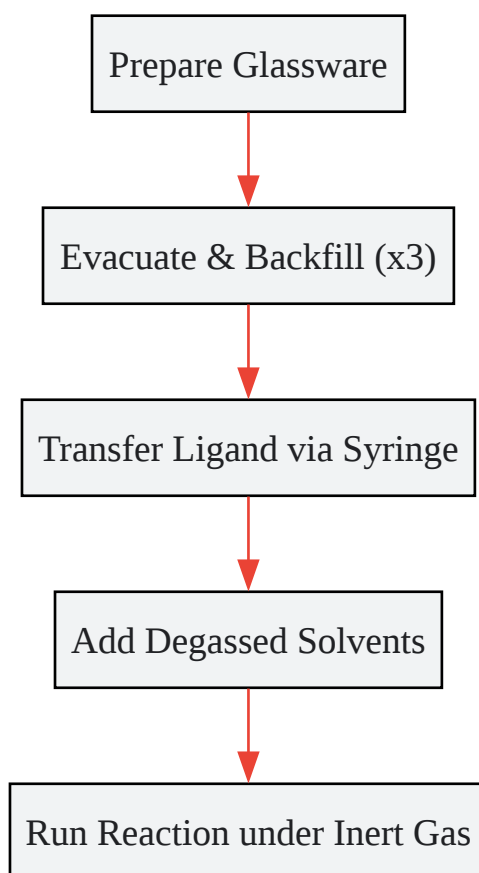 Prepare Glassware
Evacuate & Backfill (x3)
Transfer Ligand via Syringe
Add Degassed Solvents
Run Reaction under Inert Gas